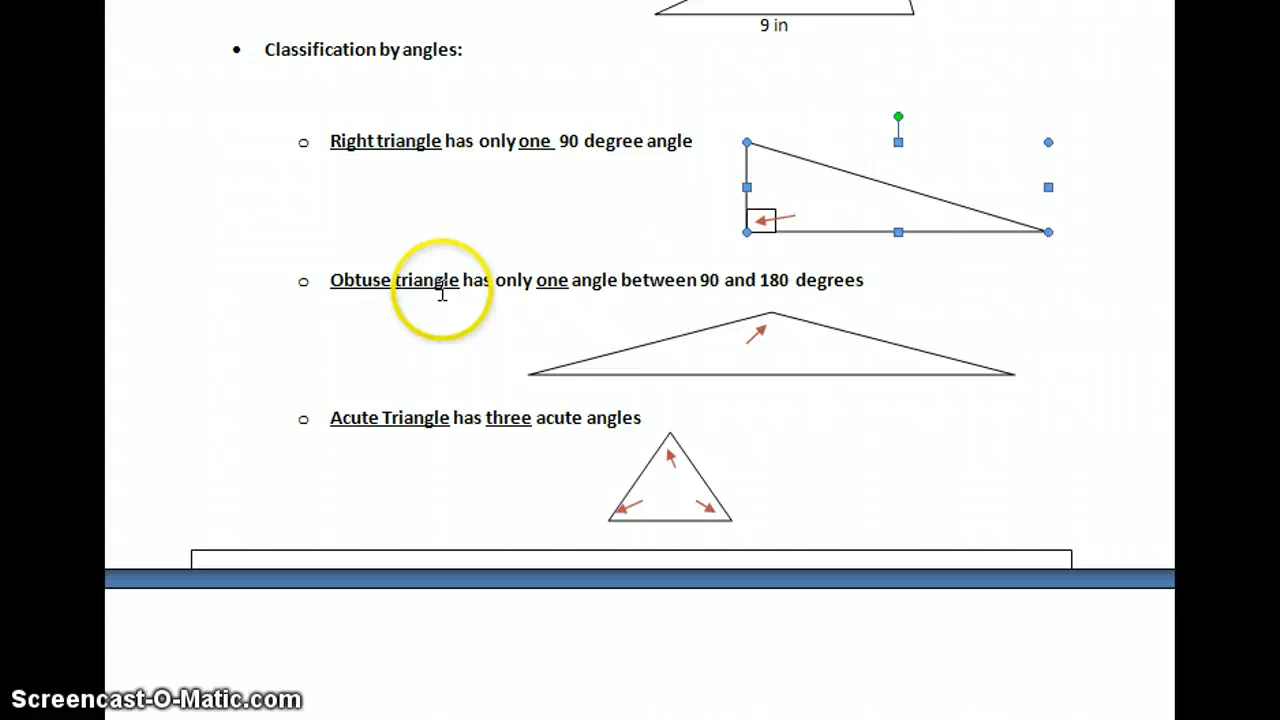 9 in
• Classification by angles:
o Right triangle has only one 90 degree angle
o Obtuse triangle has only one angle between 90 and 180 degrees
o Acute Triangle has three acute angles
Screencast-O-Matic.com